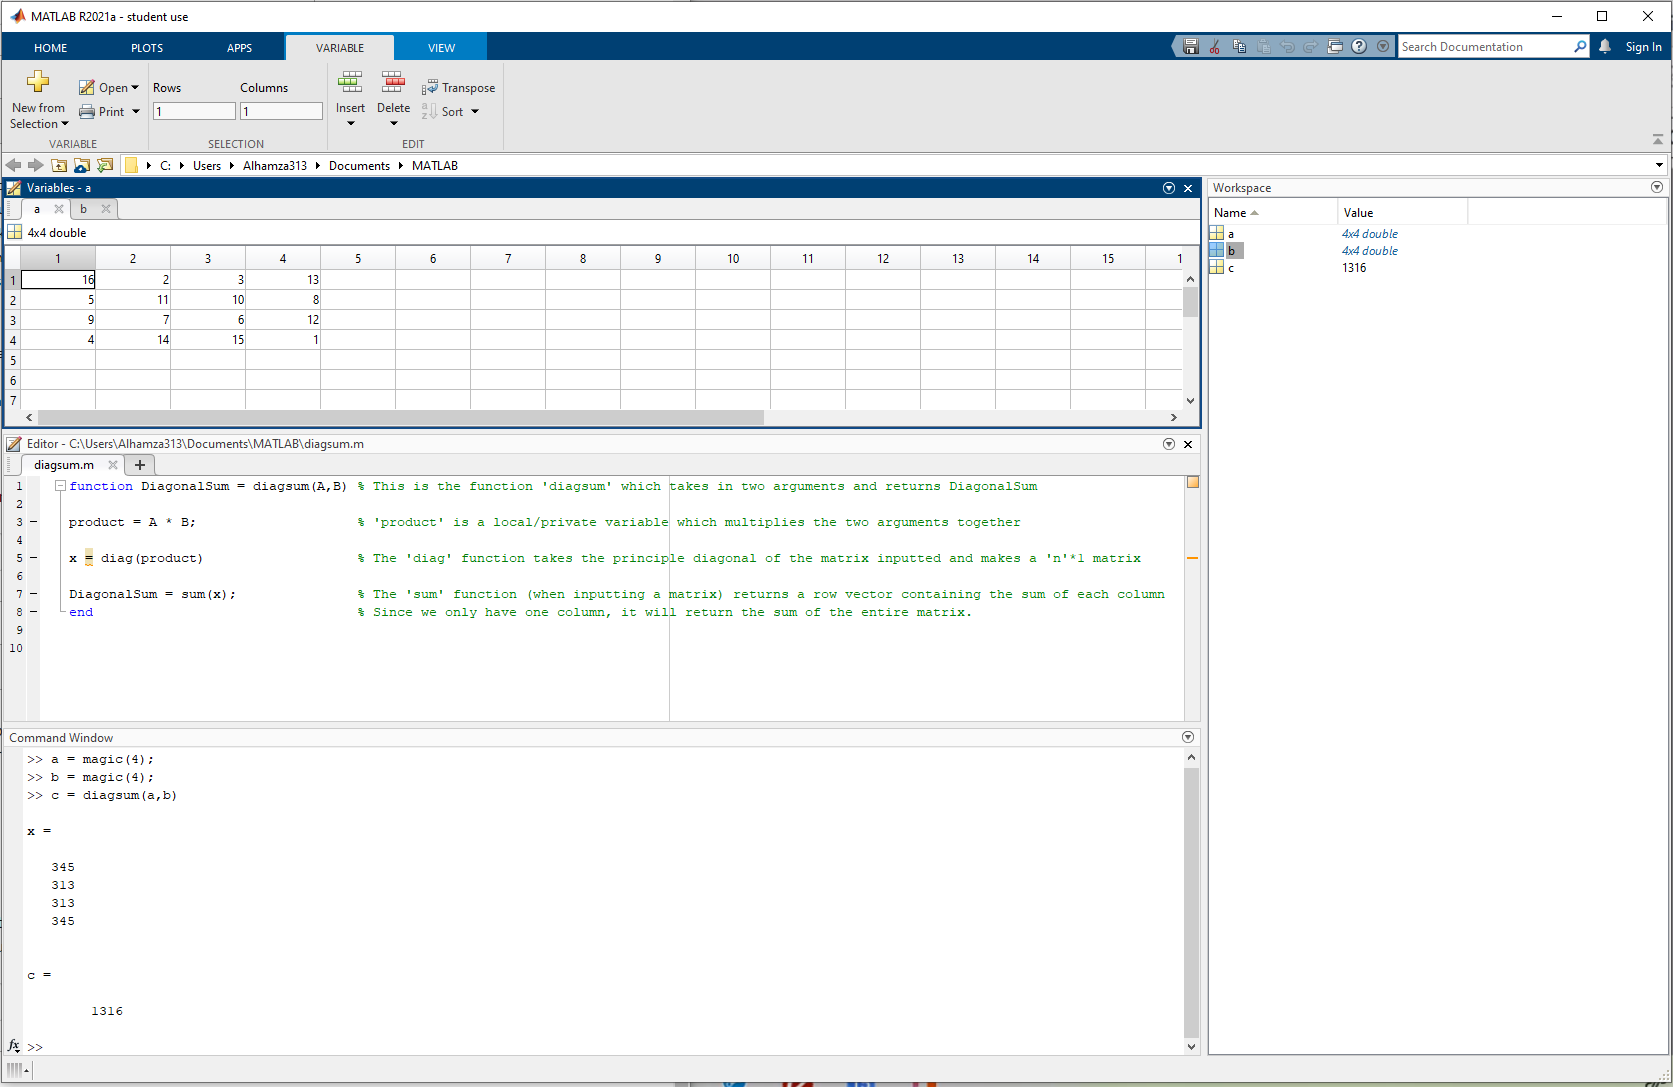 MATLAB R2021a - student use
HOME PLOTS APPS VARIABLE VIEW Search Documentation Sign In
New from Selection Open Print Rows Columns Insert Delete Transpose Sort
1 1
VARIABLE SELECTION EDIT
C: Users Alhamza313 Documents MATLAB
Variables - a
a b
4x4 double
1 2 3 4 5 6 7 8 9 10 11 12 13 14 15 1
1 16 2 3 13
2 5 11 10 8
3 9 7 6 12
4 4 14 15 1
5
6
7
Editor - C:\Users\Alhamza313\Documents\MATLAB\diagsum.m
diagsum.m
1 function DiagonalSum = diagsum(A,B) % This is the function 'diagsum' which takes in two arguments and returns DiagonalSum
2
3 product = A * B; % 'product' is a local/private variable which multiplies the two arguments together
4
5 x = diag(product) % The 'diag' function takes the principle diagonal of the matrix inputted and makes a 'n'*1 matrix
6
7 DiagonalSum = sum(x); % The 'sum' function (when inputting a matrix) returns a row vector containing the sum of each column
8 end % Since we only have one column, it will return the sum of the entire matrix.
9
10
Command Window
>> a = magic(4);
>> b = magic(4);
>> c = diagsum(a,b)
x =
345
313
313
345
c =
1316
fx >>
Workspace
Name Value
a 4x4 double
b 4x4 double
c 1316